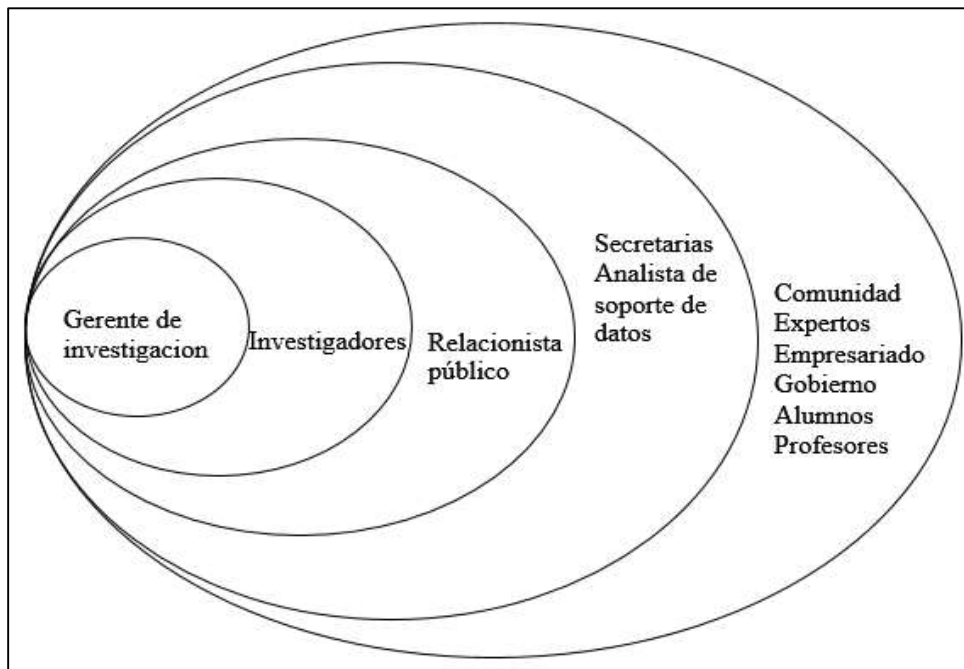 Gerente de
investigacion
Investigadores
Relacionista
público
Secretarias
Analista de
soporte de
datos
Comunidad
Expertos
Empresariado
Gobierno
Alumnos
Profesores